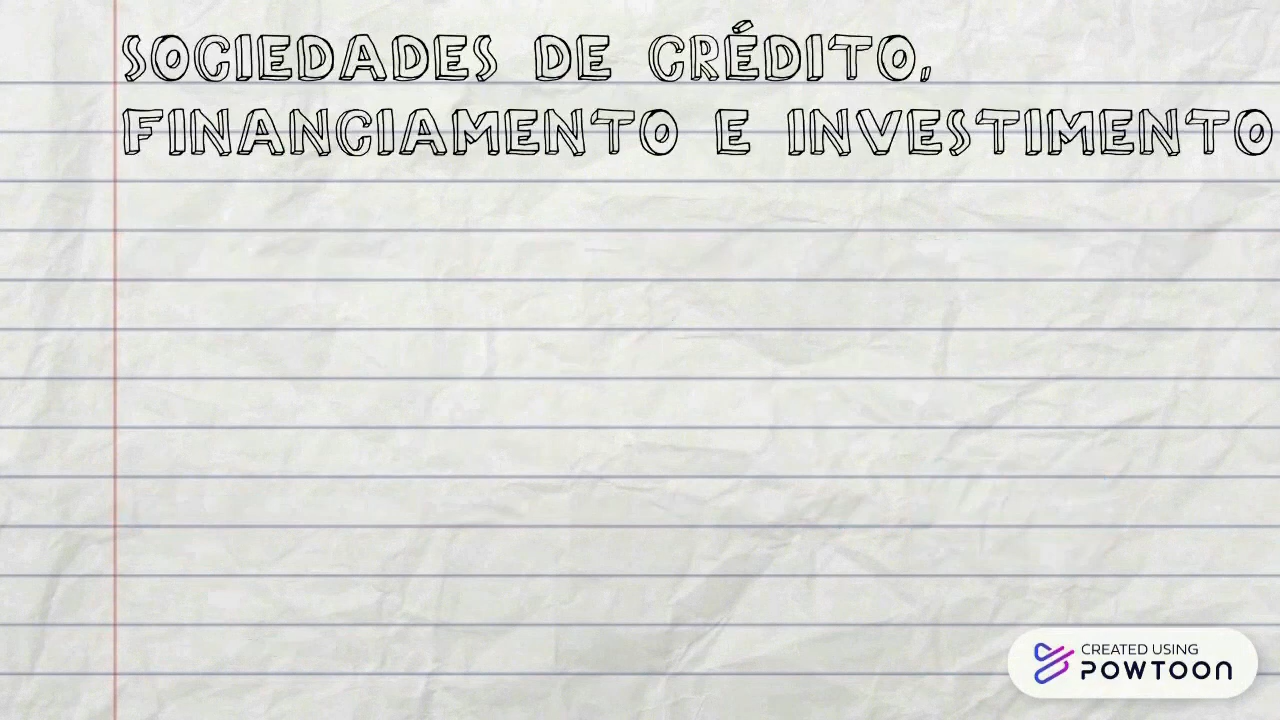 SOCIEDADES DE CRÉDITO,
FINANCIAMENTO E INVESTIMENTO
CREATED USING
POWTOON